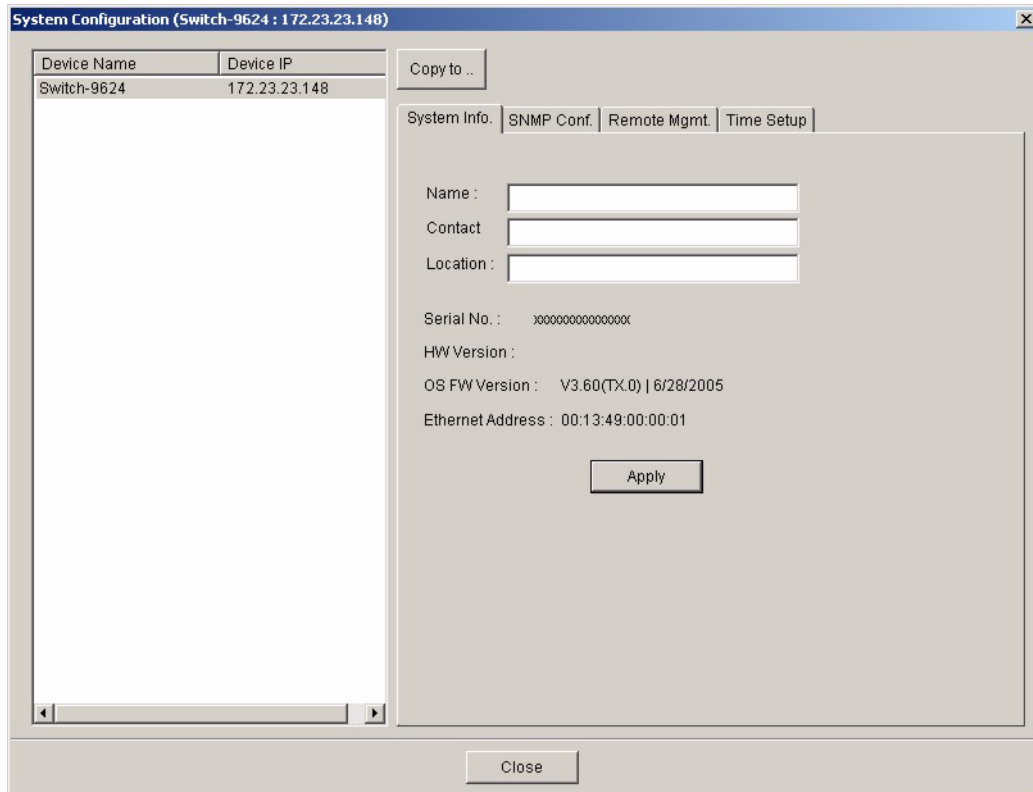 System Configuration (Switch-9624 : 172.23.23.148)
Device Name Device IP
Switch-9624 172.23.23.148
Copy to ..
System Info. SNMP Conf. Remote Mgmt. Time Setup
Name :
Contact
Location :
Serial No. : xxxxxxxxxxxxxxx
HW Version :
OS FW Version : V3.60(TX.0) | 6/28/2005
Ethernet Address : 00:13:49:00:00:01
Apply
Close